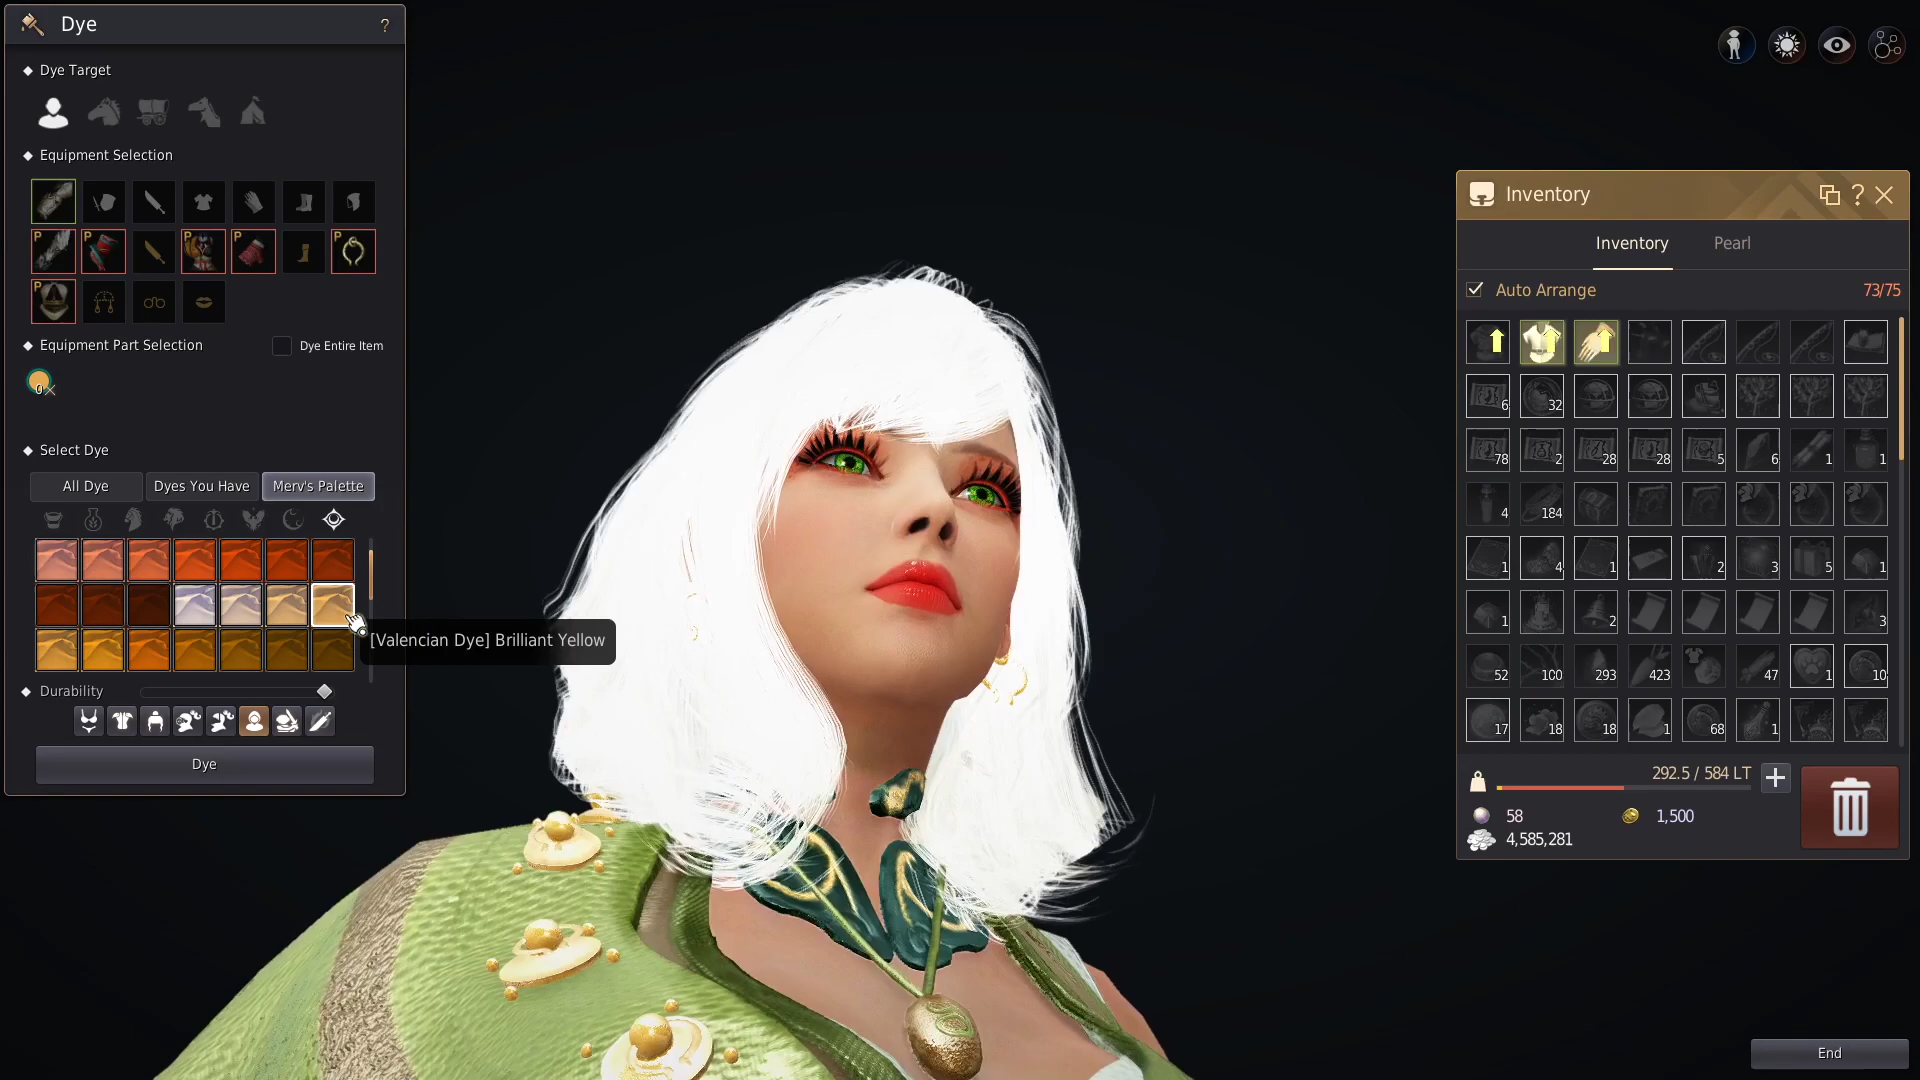 Dye
?
Dye Target
Equipment Selection
P
P
P
P
P
P
Equipment Part Selection
Dye Entire Item
0
Select Dye
All Dye
Dyes You Have
Merv's Palette
[Valencian Dye] Brilliant Yellow
Durability
Dye
Inventory
?
Inventory
Pearl
Auto Arrange
73/75
6
32
78
2
28
28
5
6
1
1
4
184
1
4
1
2
3
5
1
1
2
3
52
100
293
423
47
1
10
17
18
18
1
68
1
292.5 / 584 LT
58
1,500
4,585,281
End